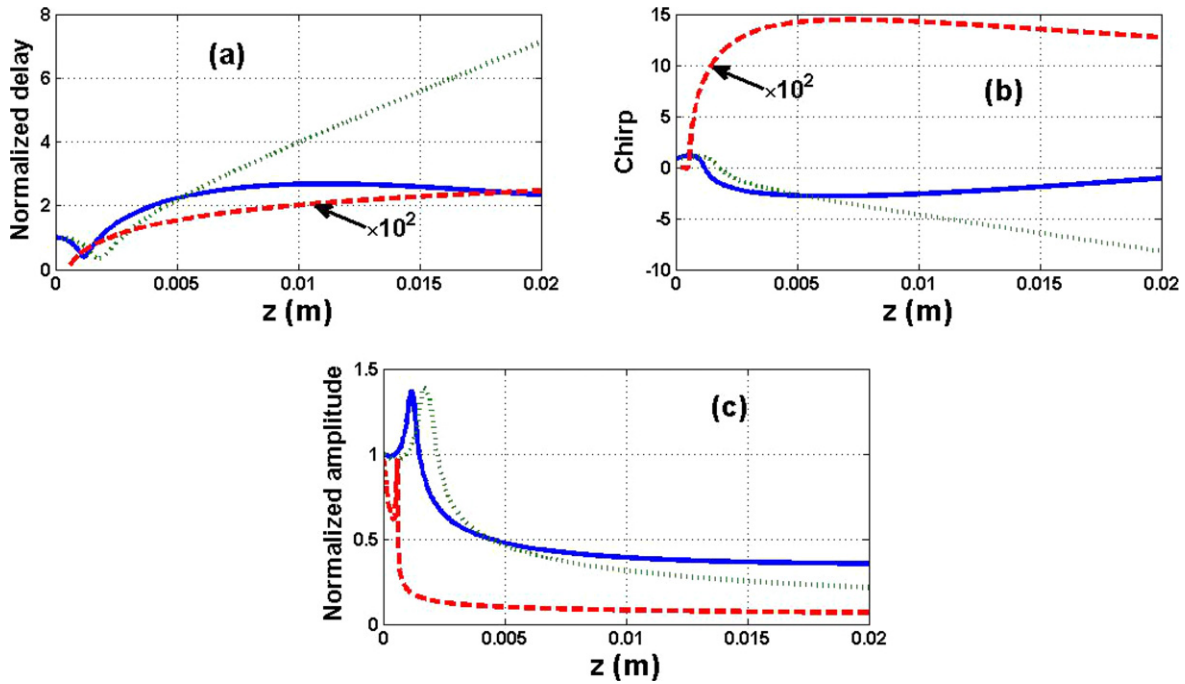 (a)
Normalized delay
8
6
4
2
0
×10²
0 0.005 0.01 0.015 0.02
z (m)
(b)
Chirp
15
10
5
0
-5
-10
×10²
0 0.005 0.01 0.015 0.02
z (m)
(c)
Normalized amplitude
1.5
1
0.5
0
0 0.005 0.01 0.015 0.02
z (m)